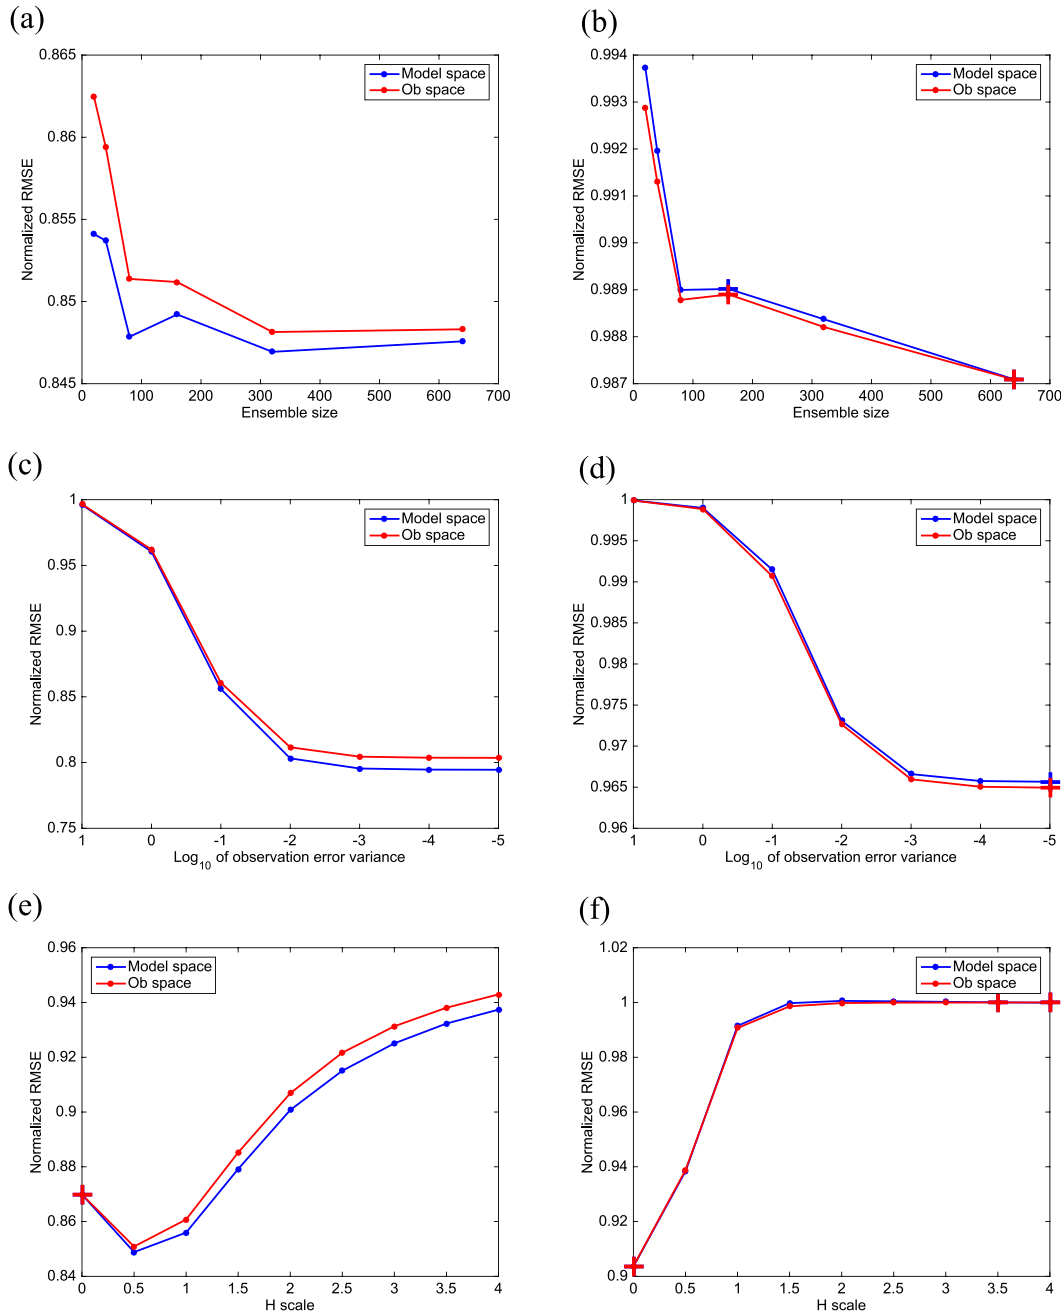 (a)
0.865
0.86
0.855
0.85
0.845
Normalized RMSE
0 100 200 300 400 500 600 700
Ensemble size
Model space
Ob space
(b)
0.994
0.993
0.992
0.991
0.99
0.989
0.988
0.987
Normalized RMSE
0 100 200 300 400 500 600 700
Ensemble size
Model space
Ob space
(c)
1
0.95
0.9
0.85
0.8
0.75
Normalized RMSE
1 0 -1 -2 -3 -4 -5
Log10 of observation error variance
Model space
Ob space
(d)
1
0.995
0.99
0.985
0.98
0.975
0.97
0.965
0.96
Normalized RMSE
1 0 -1 -2 -3 -4 -5
Log10 of observation error variance
Model space
Ob space
(e)
0.96
0.94
0.92
0.9
0.88
0.86
0.84
Normalized RMSE
0 0.5 1 1.5 2 2.5 3 3.5 4
H scale
Model space
Ob space
(f)
1.02
1
0.98
0.96
0.94
0.92
0.9
Normalized RMSE
0 0.5 1 1.5 2 2.5 3 3.5 4
H scale
Model space
Ob space